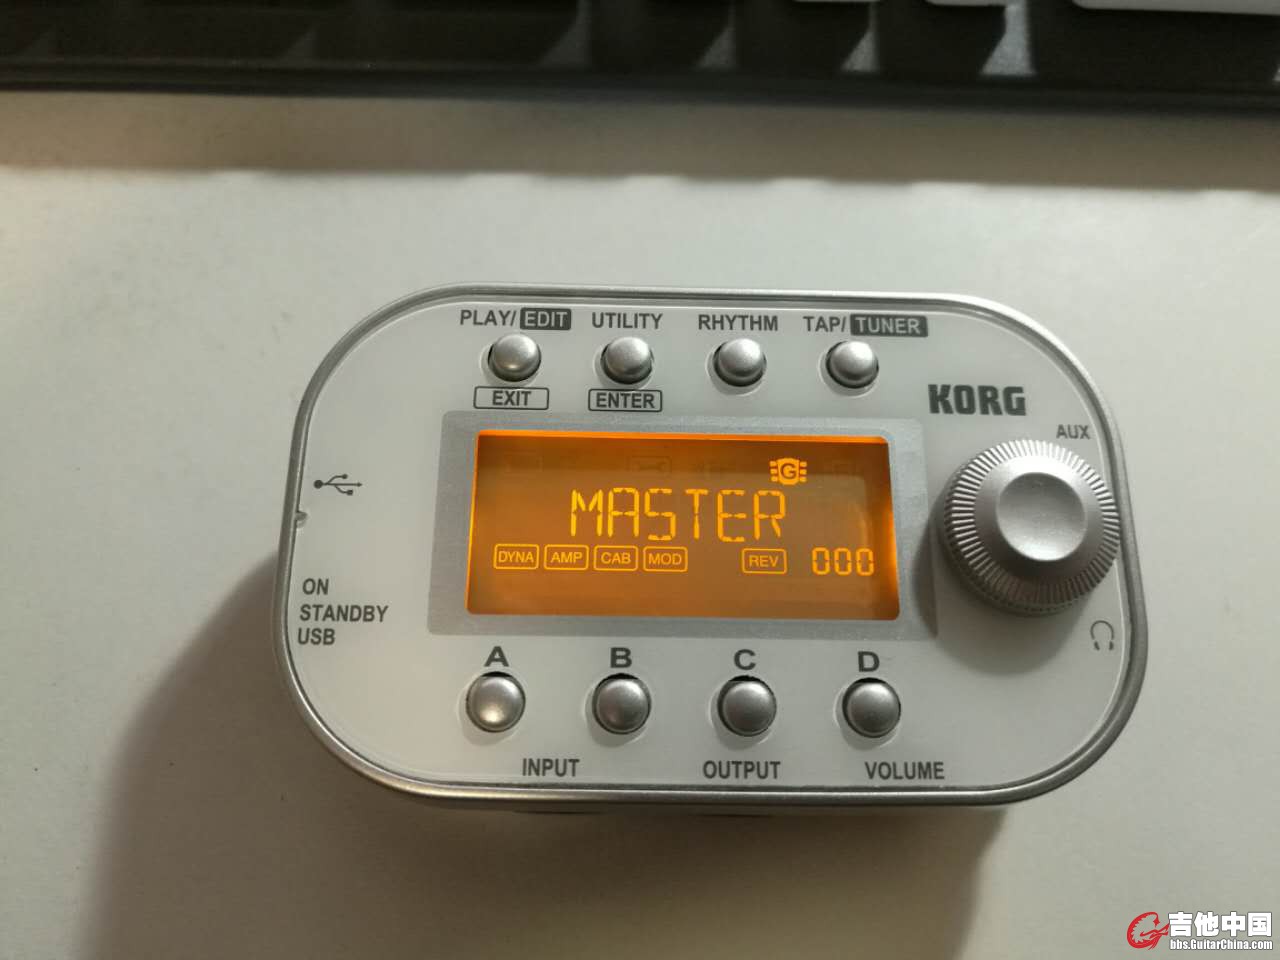 PLAY/EDIT UTILITY RHYTHM TAP/TUNER
EXIT ENTER
KORG
AUX
G
MASTER
DYNA AMP CAB MOD REV 000
ON
STANDBY
USB
A B C D
INPUT OUTPUT VOLUME
吉他中国
bbs.GuitarChina.com